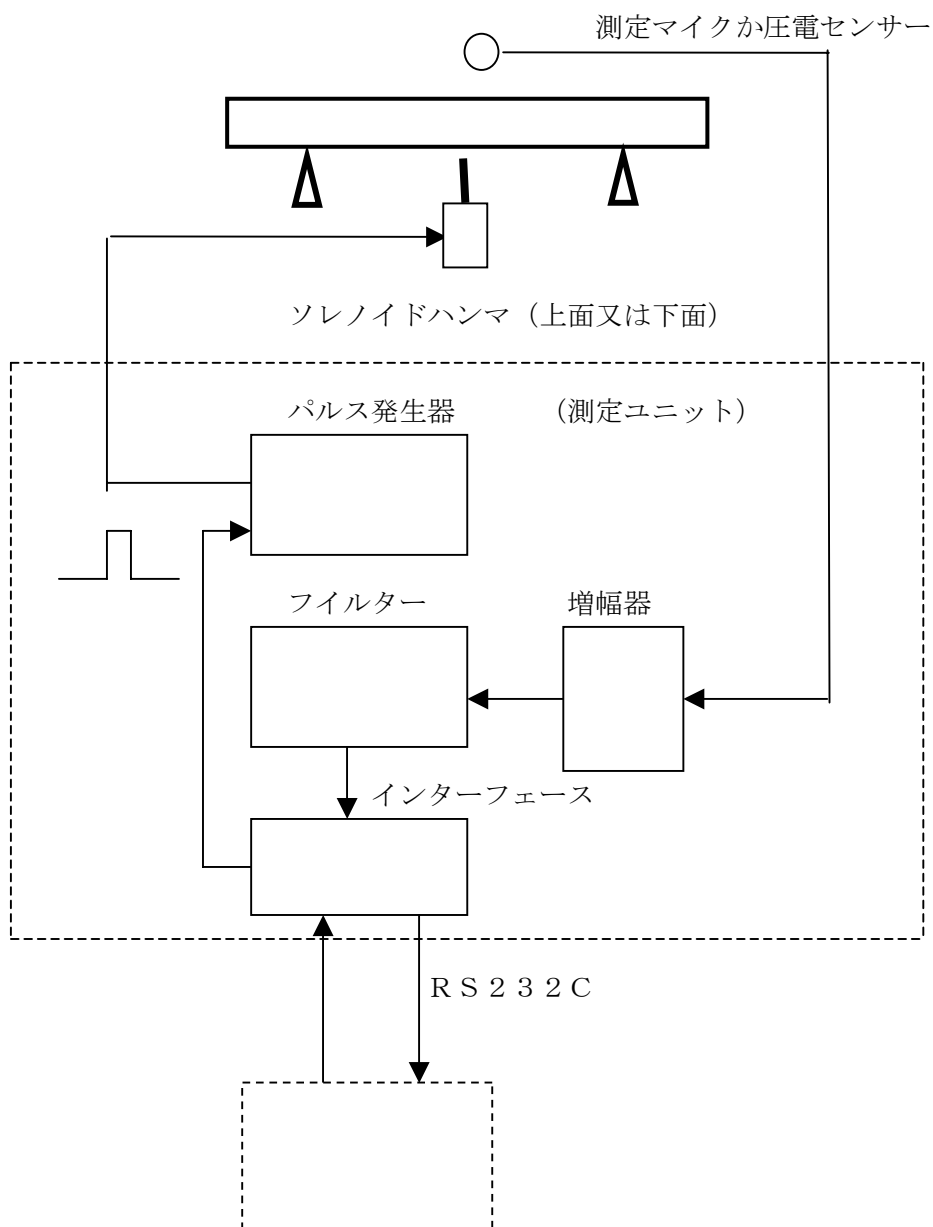 測定マイクか圧電センサー
ソレノイドハンマ（上面又は下面）
パルス発生器
（測定ユニット）
フイルター
増幅器
インターフェース
ＲＳ２３２Ｃ